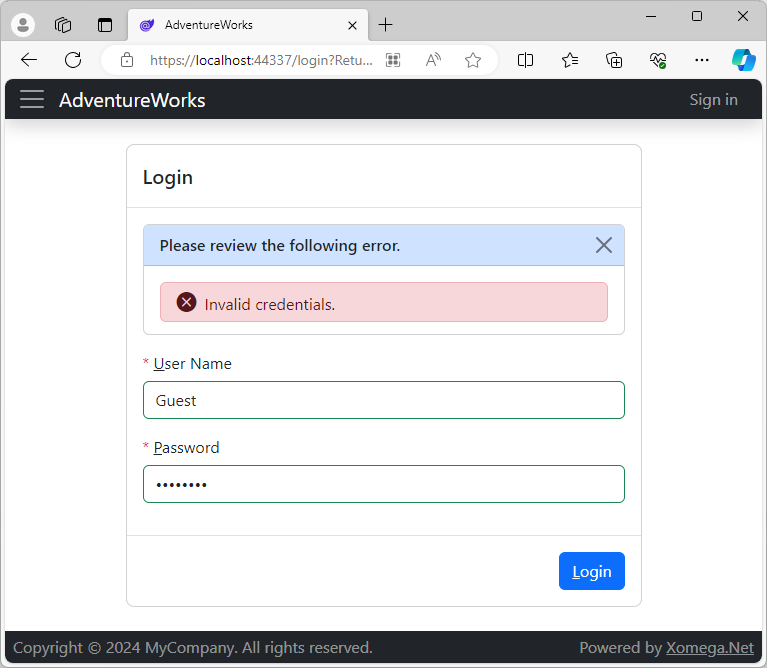 AdventureWorks
https://localhost:44337/login?Retu...
AdventureWorks
Sign in
Login
Please review the following error.
Invalid credentials.
* User Name
Guest
* Password
••••••••
Login
Copyright © 2024 MyCompany. All rights reserved.
Powered by Xomega.Net